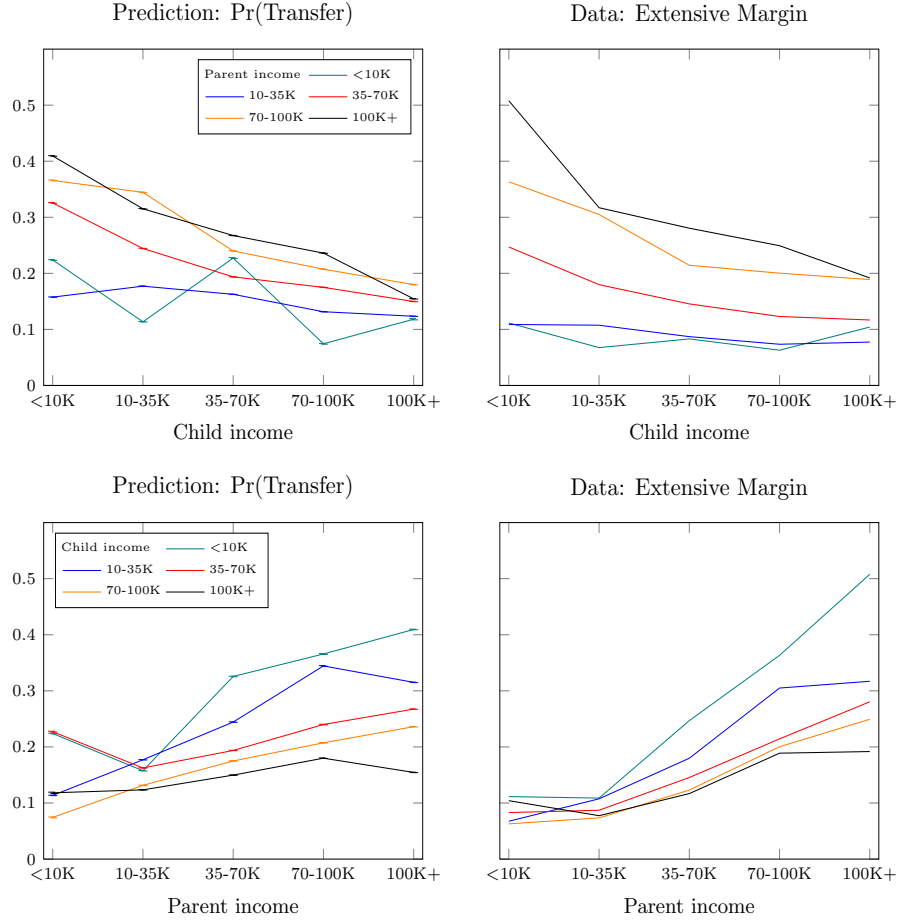 Prediction: Pr(Transfer)
Data: Extensive Margin
Parent income
<10K
10-35K
35-70K
70-100K
100K+
0.5
0.4
0.3
0.2
0.1
0
<10K 10-35K 35-70K 70-100K 100K+
Child income
<10K 10-35K 35-70K 70-100K 100K+
Child income
Prediction: Pr(Transfer)
Data: Extensive Margin
Child income
<10K
10-35K
35-70K
70-100K
100K+
0.5
0.4
0.3
0.2
0.1
0
<10K 10-35K 35-70K 70-100K 100K+
Parent income
<10K 10-35K 35-70K 70-100K 100K+
Parent income